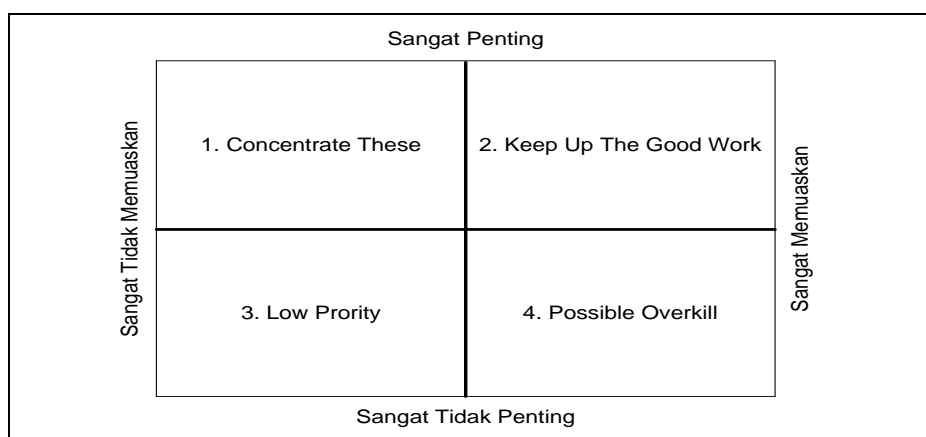 Sangat Penting
Sangat Tidak Memuaskan
1. Concentrate These
2. Keep Up The Good Work
Sangat Memuaskan
3. Low Prority
4. Possible Overkill
Sangat Tidak Penting